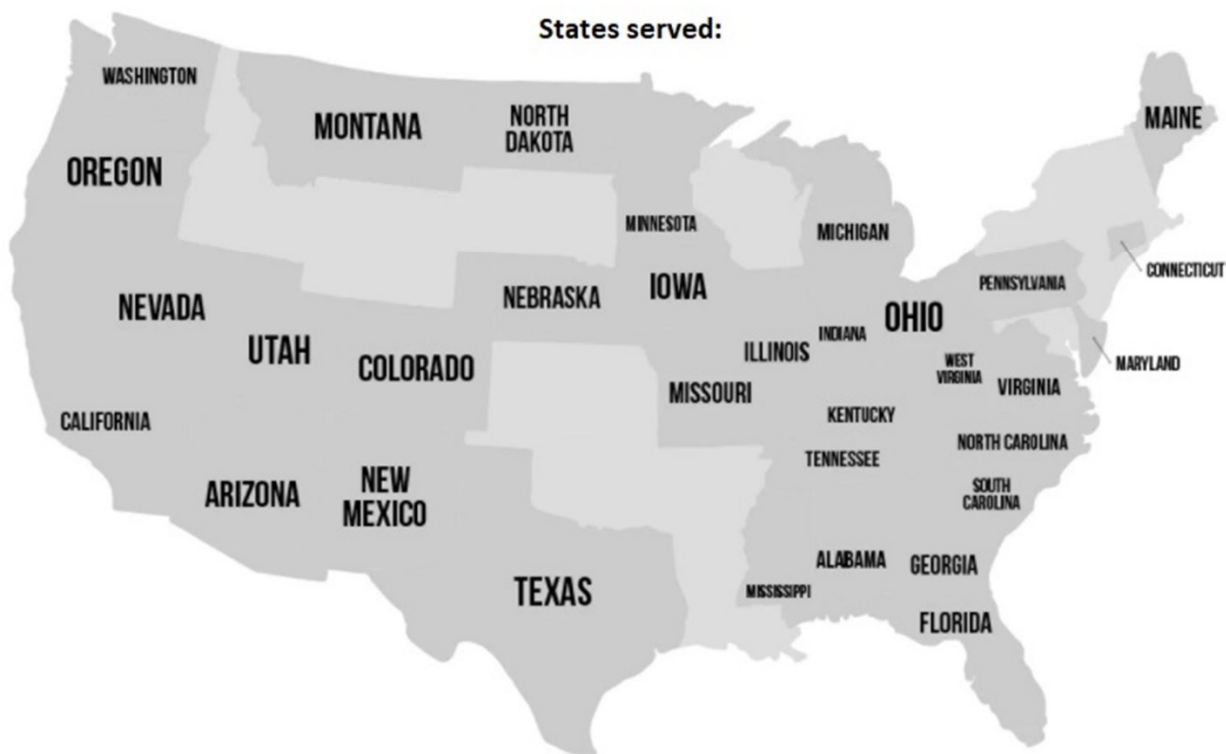 States served:
WASHINGTON
MONTANA
NORTH
DAKOTA
MAINE
OREGON
MINNESOTA
MICHIGAN
CONNECTICUT
PENNSYLVANIA
NEVADA
NEBRASKA
IOWA
OHIO
UTAH
COLORADO
ILLINOIS
INDIANA
WEST
VIRGINIA
MARYLAND
VIRGINIA
MISSOURI
CALIFORNIA
KENTUCKY
NORTH CAROLINA
TENNESSEE
ARIZONA
NEW
MEXICO
SOUTH
CAROLINA
TEXAS
MISSISSIPPI
ALABAMA
GEORGIA
FLORIDA